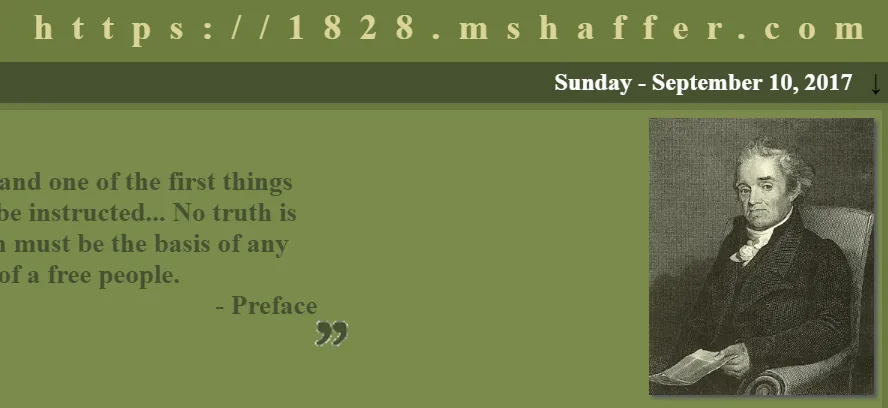 https://1828.mshaffer.com
Sunday - September 10, 2017 ↓
and one of the first things
be instructed... No truth is
must be the basis of any
of a free people.
- Preface
”